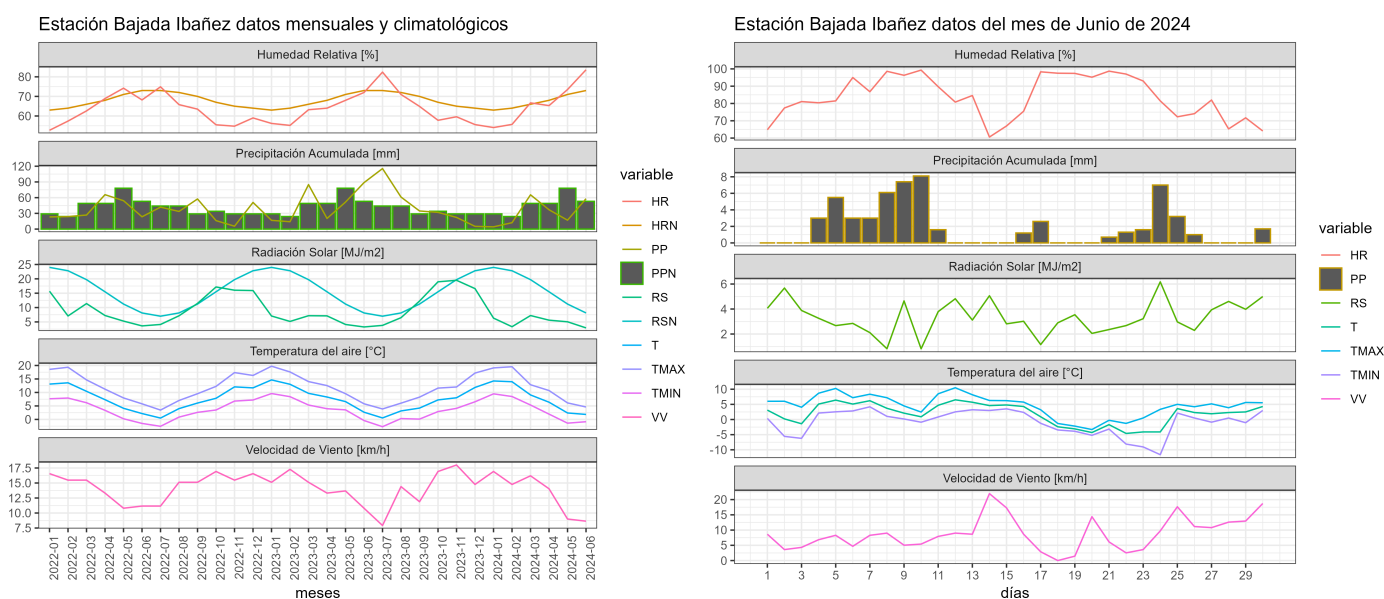 Estación Bajada Ibañez datos mensuales y climatológicos
Humedad Relativa [%]
80
70
60
Precipitación Acumulada [mm]
120
90
60
30
0
Radiación Solar [MJ/m2]
25
20
15
10
5
Temperatura del aire [°C]
20
15
10
5
0
Velocidad de Viento [km/h]
17.5
15.0
12.5
10.0
7.5
2022-01
2022-02
2022-03
2022-04
2022-05
2022-06
2022-07
2022-08
2022-09
2022-10
2022-11
2022-12
2023-01
2023-02
2023-03
2023-04
2023-05
2023-06
2023-07
2023-08
2023-09
2023-10
2023-11
2023-12
2024-01
2024-02
2024-03
2024-04
2024-05
2024-06
meses
variable
HR
HRN
PP
PPN
RS
RSN
T
TMAX
TMIN
VV
Estación Bajada Ibañez datos del mes de Junio de 2024
Humedad Relativa [%]
100
90
80
70
60
Precipitación Acumulada [mm]
8
6
4
2
0
Radiación Solar [MJ/m2]
6
4
2
Temperatura del aire [°C]
10
5
0
-5
-10
Velocidad de Viento [km/h]
20
15
10
5
0
1
3
5
7
9
11
13
15
17
19
21
23
25
27
29
días
variable
HR
PP
RS
T
TMAX
TMIN
VV